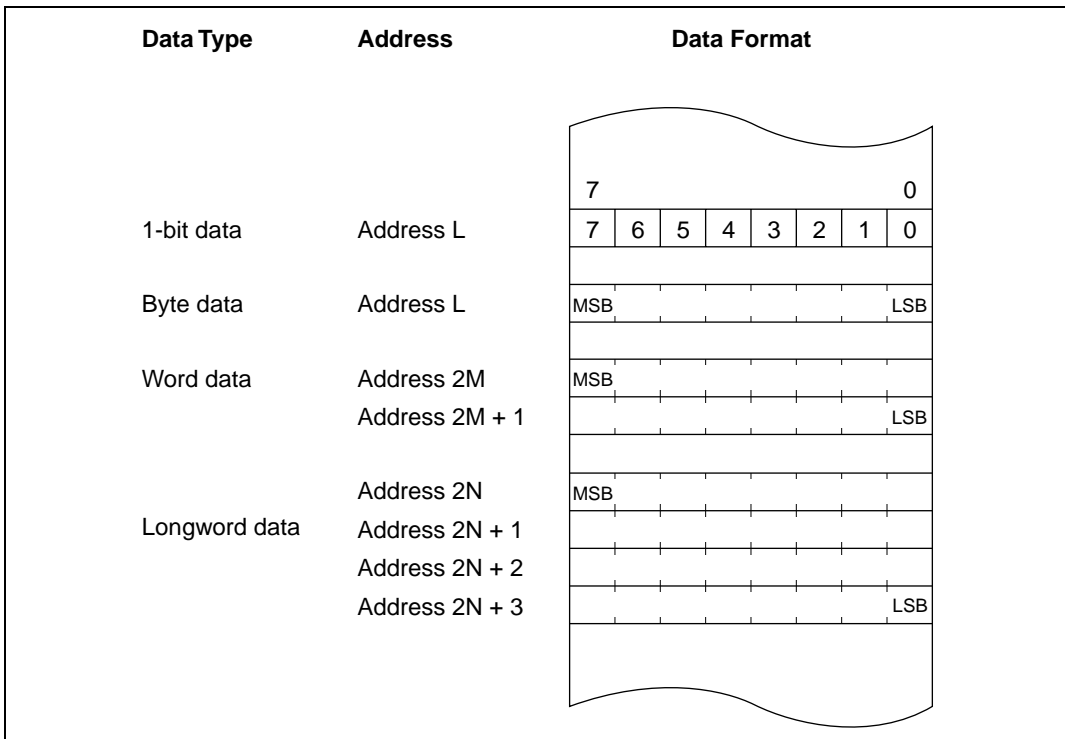 Data Type Address Data Format
7 0
1-bit data Address L 7 6 5 4 3 2 1 0
Byte data Address L MSB LSB
Word data Address 2M MSB
Address 2M + 1 LSB
Address 2N MSB
Longword data Address 2N + 1
Address 2N + 2
Address 2N + 3 LSB